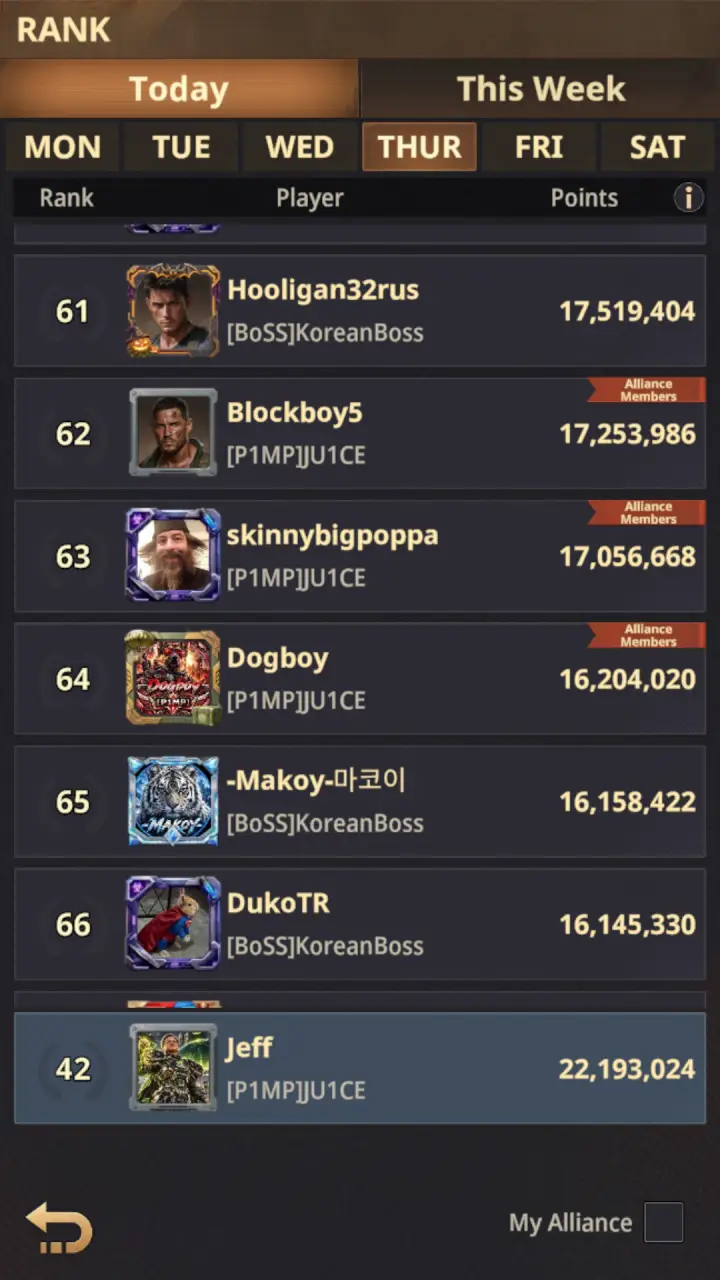 RANK
Today
This Week
MON TUE WED THUR FRI SAT
Rank Player Points i
61
Hooligan32rus
[BoSS]KoreanBoss
17,519,404
62
Blockboy5
[P1MP]JU1CE
Alliance
Members
17,253,986
63
skinnybigpoppa
[P1MP]JU1CE
Alliance
Members
17,056,668
64
DOGBOY
[P1MP]
Dogboy
[P1MP]JU1CE
Alliance
Members
16,204,020
65
-MAKOY-
-Makoy-마코이
[BoSS]KoreanBoss
16,158,422
66
DukoTR
[BoSS]KoreanBoss
16,145,330
42
Jeff
[P1MP]JU1CE
22,193,024
My Alliance